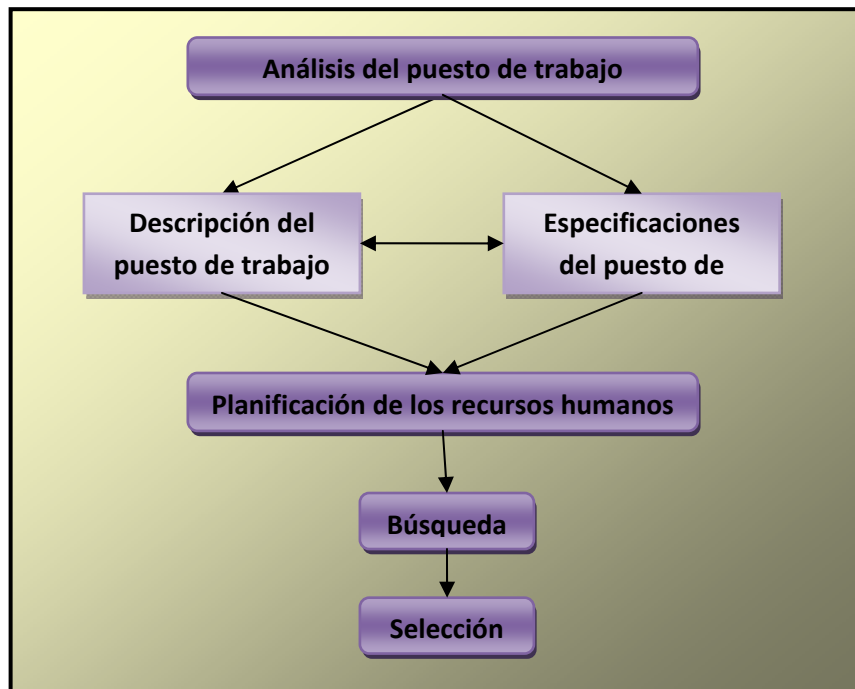 Análisis del puesto de trabajo
Descripción del
puesto de trabajo
Especificaciones
del puesto de
Planificación de los recursos humanos
Búsqueda
Selección